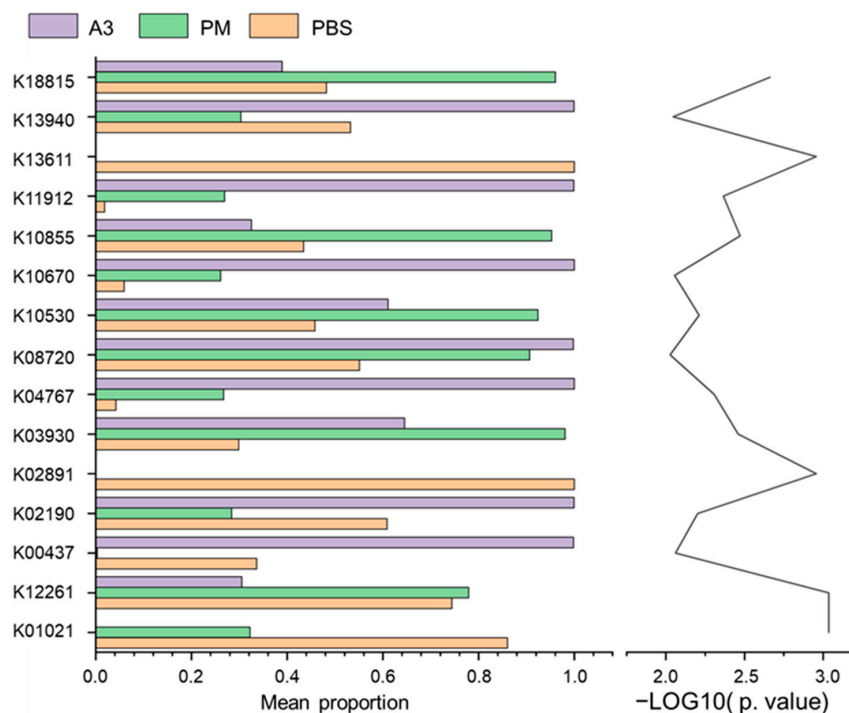 A3 PM PBS
K18815
K13940
K13611
K11912
K10855
K10670
K10530
K08720
K04767
K03930
K02891
K02190
K00437
K12261
K01021
0.0 0.2 0.4 0.6 0.8 1.0 2.0 2.5 3.0
Mean proportion −LOG10( p. value)